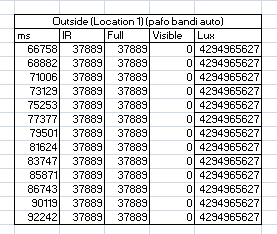 Outside (Location 1) (pafo bandi auto)
ms IR Full Visible Lux
66758 37889 37889 0 4294965627
68882 37889 37889 0 4294965627
71006 37889 37889 0 4294965627
73129 37889 37889 0 4294965627
75253 37889 37889 0 4294965627
77377 37889 37889 0 4294965627
79501 37889 37889 0 4294965627
81624 37889 37889 0 4294965627
83747 37889 37889 0 4294965627
85871 37889 37889 0 4294965627
86743 37889 37889 0 4294965627
90119 37889 37889 0 4294965627
92242 37889 37889 0 4294965627